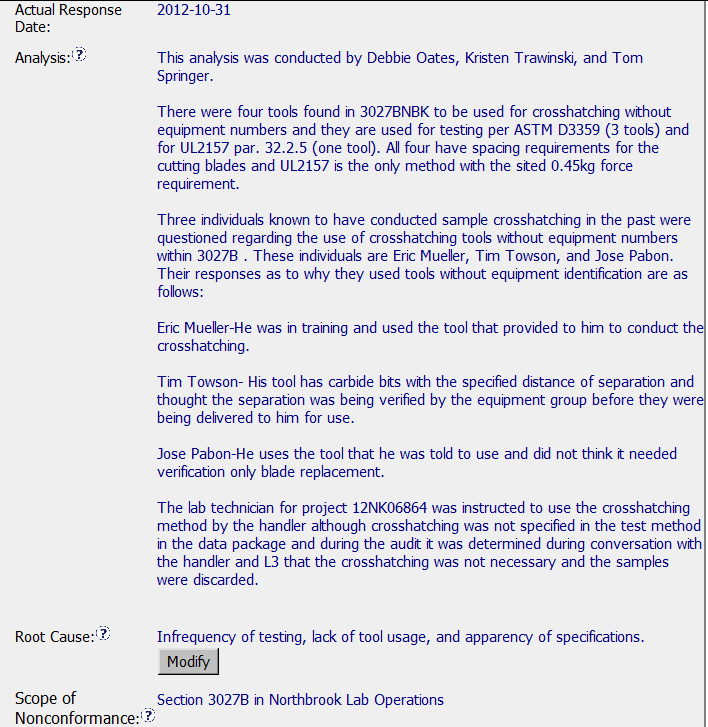 Actual Response Date: 2012-10-31
Analysis: This analysis was conducted by Debbie Oates, Kristen Trawinski, and Tom
Springer.
There were four tools found in 3027BNBK to be used for crosshatching without
equipment numbers and they are used for testing per ASTM D3359 (3 tools) and
for UL2157 par. 32.2.5 (one tool). All four have spacing requirements for the
cutting blades and UL2157 is the only method with the sited 0.45kg force
requirement.
Three individuals known to have conducted sample crosshatching in the past were
questioned regarding the use of crosshatching tools without equipment numbers
within 3027B . These individuals are Eric Mueller, Tim Towson, and Jose Pabon.
Their responses as to why they used tools without equipment identification are as
follows:
Eric Mueller-He was in training and used the tool that provided to him to conduct the
crosshatching.
Tim Towson- His tool has carbide bits with the specified distance of separation and
thought the separation was being verified by the equipment group before they were
being delivered to him for use.
Jose Pabon-He uses the tool that he was told to use and did not think it needed
verification only blade replacement.
The lab technician for project 12NK06864 was instructed to use the crosshatching
method by the handler although crosshatching was not specified in the test method
in the data package and during the audit it was determined during conversation with
the handler and L3 that the crosshatching was not necessary and the samples
were discarded.
Root Cause: Infrequency of testing, lack of tool usage, and apparency of specifications.
Modify
Scope of Nonconformance: Section 3027B in Northbrook Lab Operations